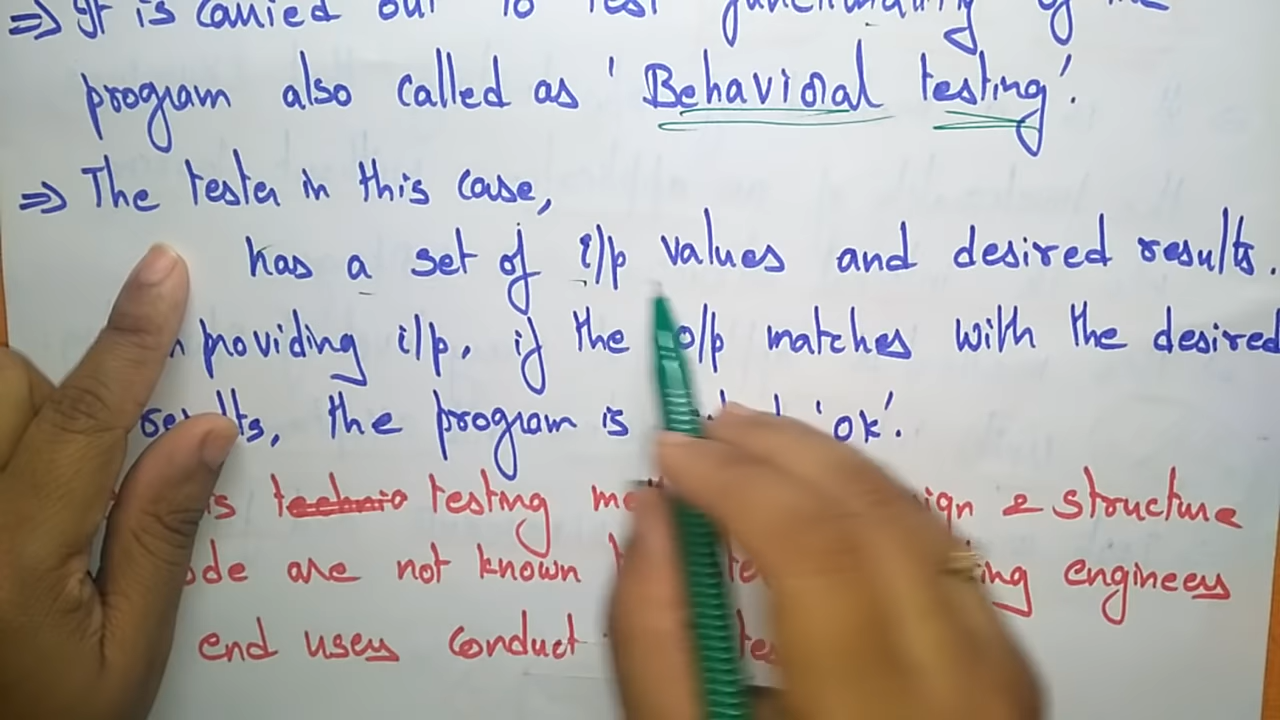 ⇒ It is carried out to test functionality of the
program also called as 'Behavioral testing'.
⇒ The tester in this case,
has a set of i/p values and desired results.
providing i/p, if the o/p matches with the desired
results, the program is 'ok'.
testing design & structure
code are not known engineers
end users conduct